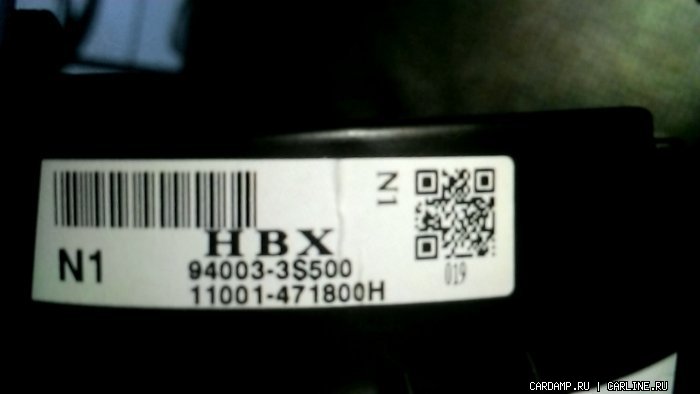 N1
HBX
N1
94003-3S500
11001-471800H
019
CARDAMP.RU | CARLINE.RU